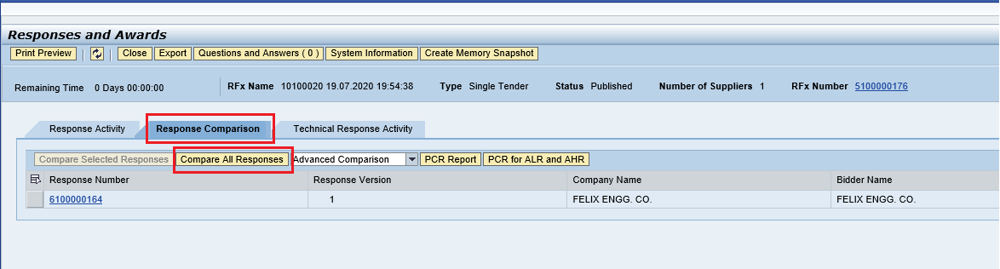 Responses and Awards
Print Preview Close Export Questions and Answers ( 0 ) System Information Create Memory Snapshot
Remaining Time 0 Days 00:00:00 RFx Name 10100020 19.07.2020 19:54:38 Type Single Tender Status Published Number of Suppliers 1 RFx Number 5100000176
Response Activity Response Comparison Technical Response Activity
Compare Selected Responses Compare All Responses Advanced Comparison PCR Report PCR for ALR and AHR
Response Number Response Version Company Name Bidder Name
6100000164 1 FELIX ENGG. CO. FELIX ENGG. CO.